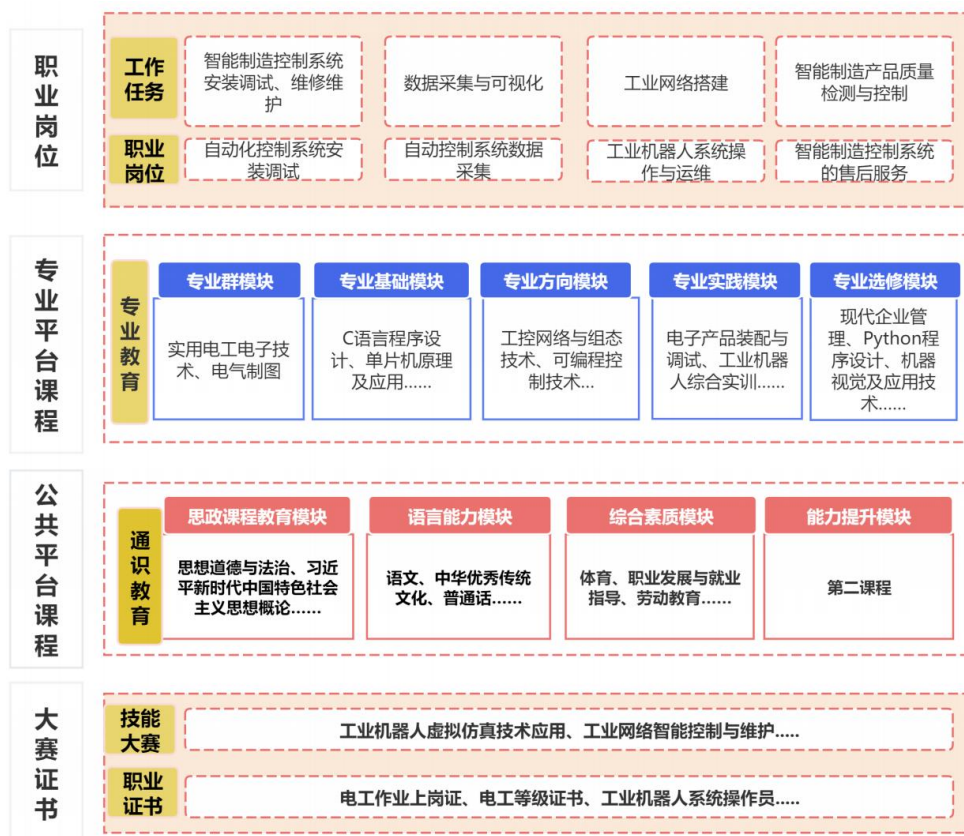 职业岗位
工作
任务
智能制造控制系统
安装调试、维修维
护
数据采集与可视化
工业网络搭建
智能制造产品质量
检测与控制
职业
岗位
自动化控制系统安
装调试
自动控制系统数据
采集
工业机器人系统操
作与运维
智能制造控制系统
的售后服务
专业平台课程
专业教育
专业群模块
实用电工电子技
术、电气制图
专业基础模块
C语言程序设
计、单片机原理
及应用……
专业方向模块
工控网络与组态
技术、可编程控
制技术...
专业实践模块
电子产品装配与
调试、工业机器
人综合实训……
专业选修模块
现代企业管
理、Python程
序设计、机器
视觉及应用技
术……
公共平台课程
通识教育
思政课程教育模块
思想道德与法治、习近
平新时代中国特色社会
主义思想概论……
语言能力模块
语文、中华优秀传统
文化、普通话……
综合素质模块
体育、职业发展与就业
指导、劳动教育……
能力提升模块
第二课程
大赛证书
技能
大赛
工业机器人虚拟仿真技术应用、工业网络智能控制与维护.....
职业
证书
电工作业上岗证、电工等级证书、工业机器人系统操作员.....